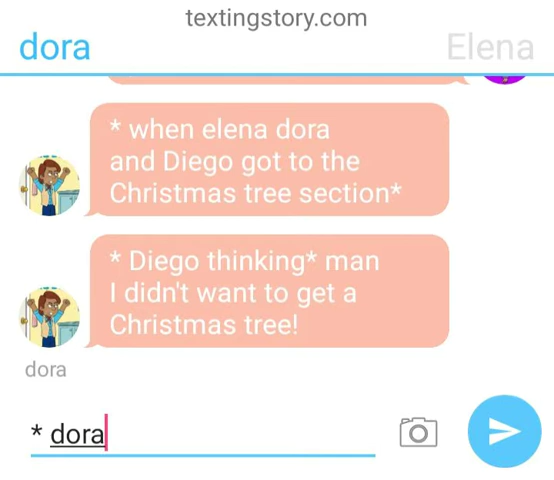 textingstory.com
dora
Elena
* when elena dora
and Diego got to the
Christmas tree section*
* Diego thinking* man
I didn't want to get a
Christmas tree!
dora
* dora